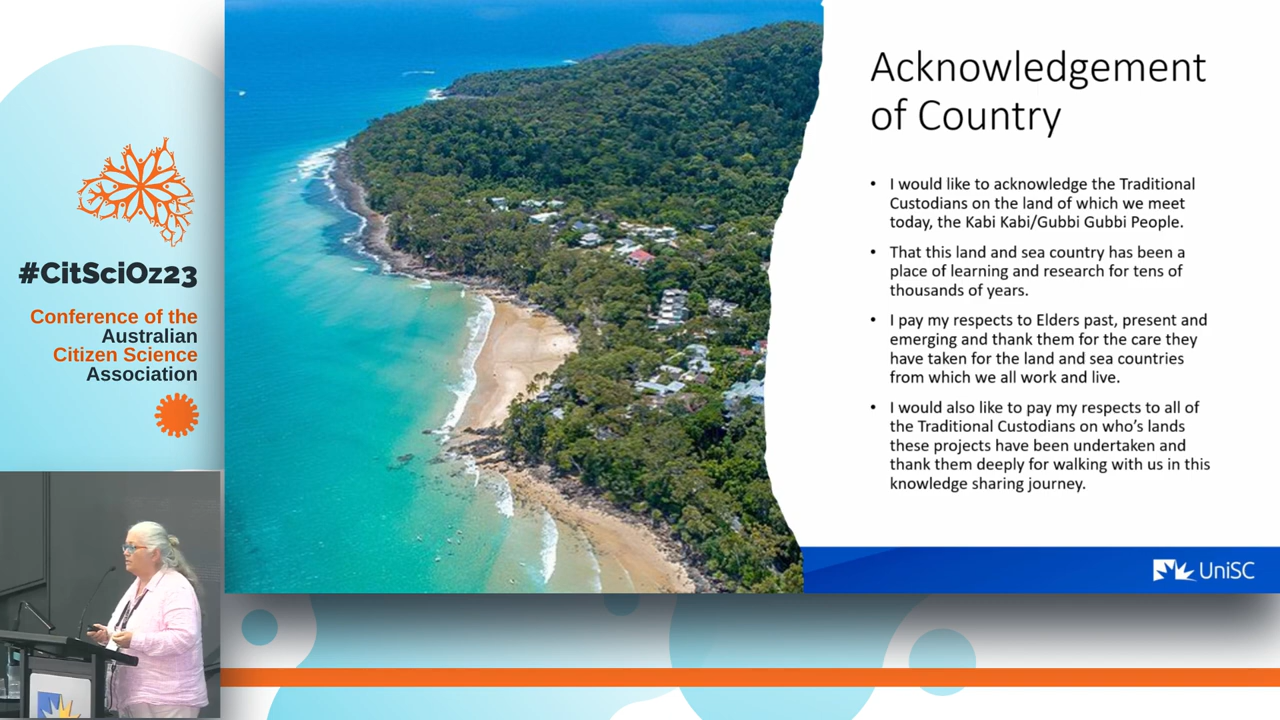 #CitSciOz23
Conference of the
Australian
Citizen Science
Association
Acknowledgement
of Country
• I would like to acknowledge the Traditional
Custodians on the land of which we meet
today, the Kabi Kabi/Gubbi Gubbi People.
• That this land and sea country has been a
place of learning and research for tens of
thousands of years.
• I pay my respects to Elders past, present and
emerging and thank them for the care they
have taken for the land and sea countries
from which we all work and live.
• I would also like to pay my respects to all of
the Traditional Custodians on who's lands
these projects have been undertaken and
thank them deeply for walking with us in this
knowledge sharing journey.
UniSC